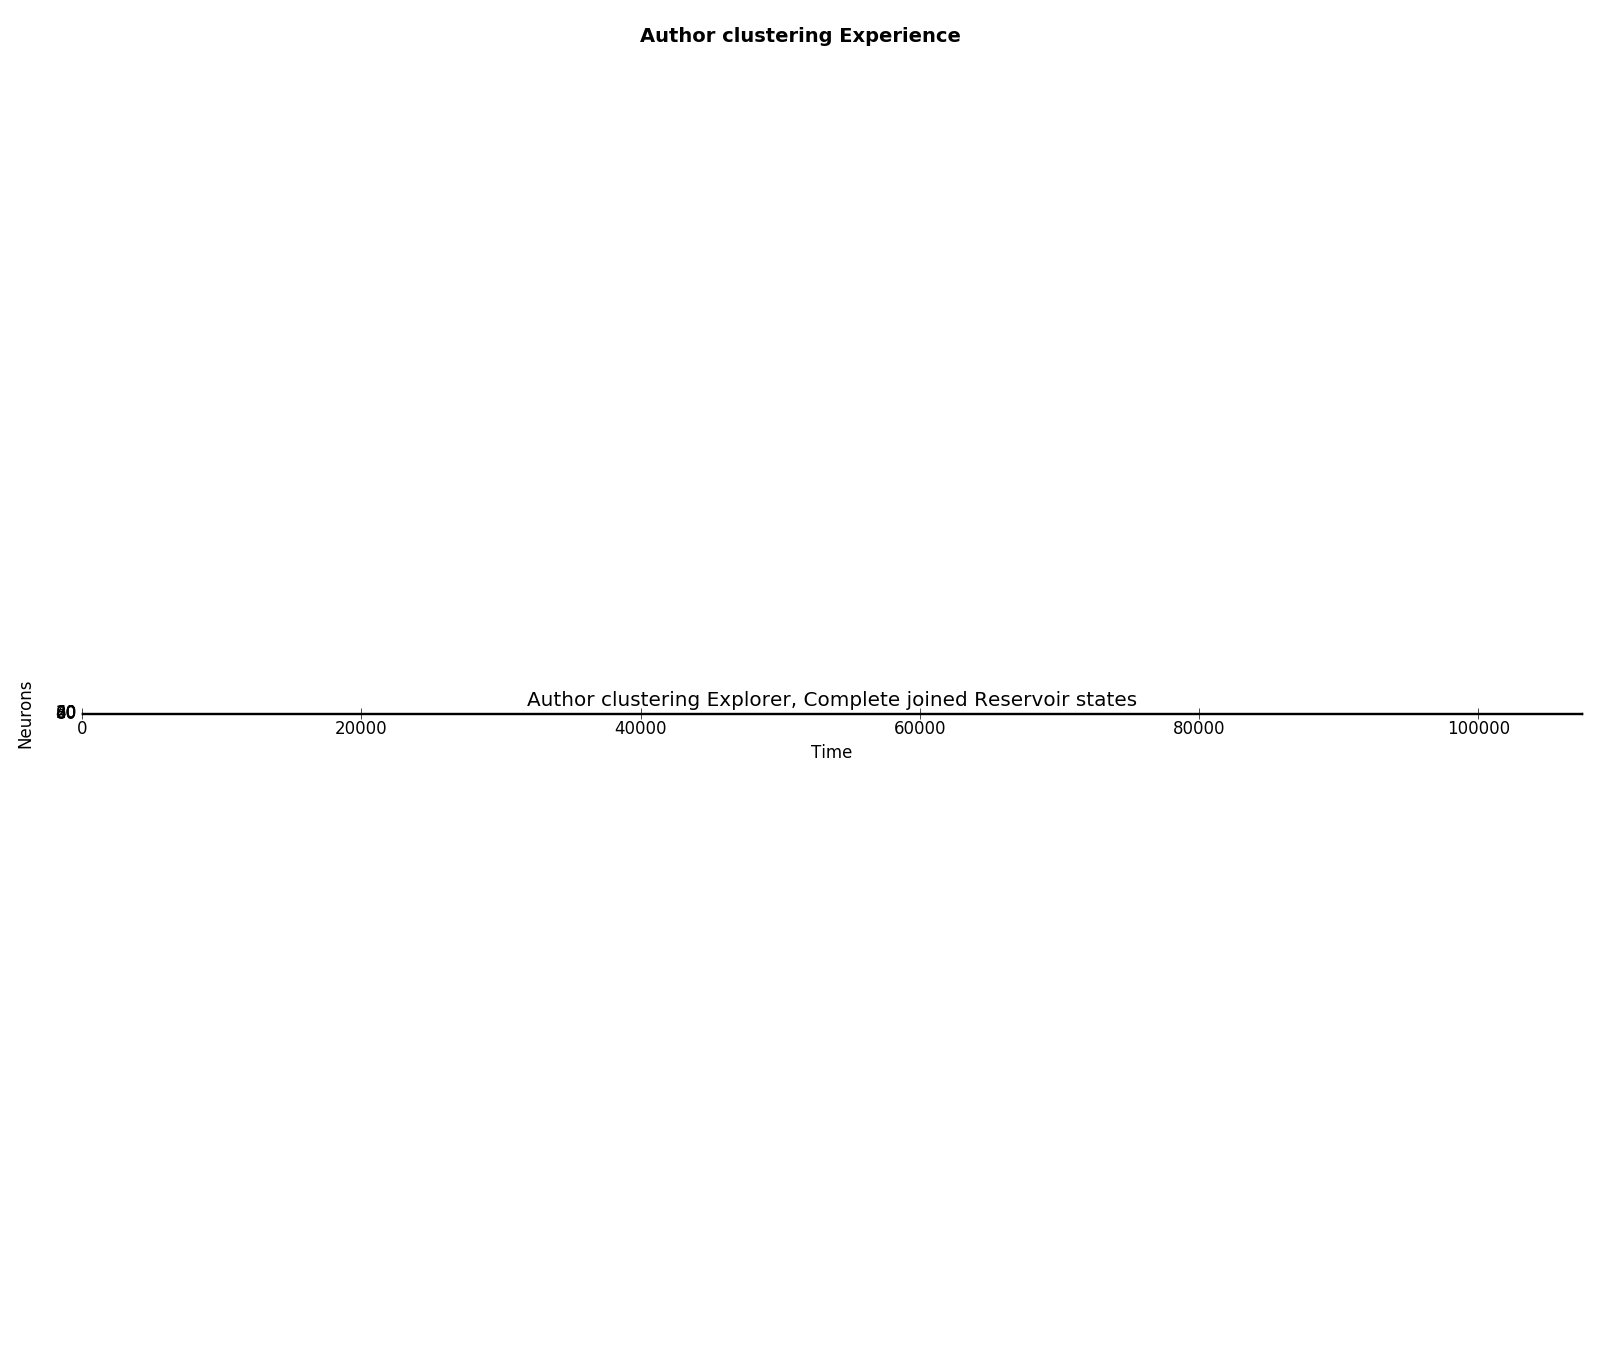 Author clustering Experience
Author clustering Explorer, Complete joined Reservoir states
Neurons
0 20000 40000 60000 80000 100000
Time